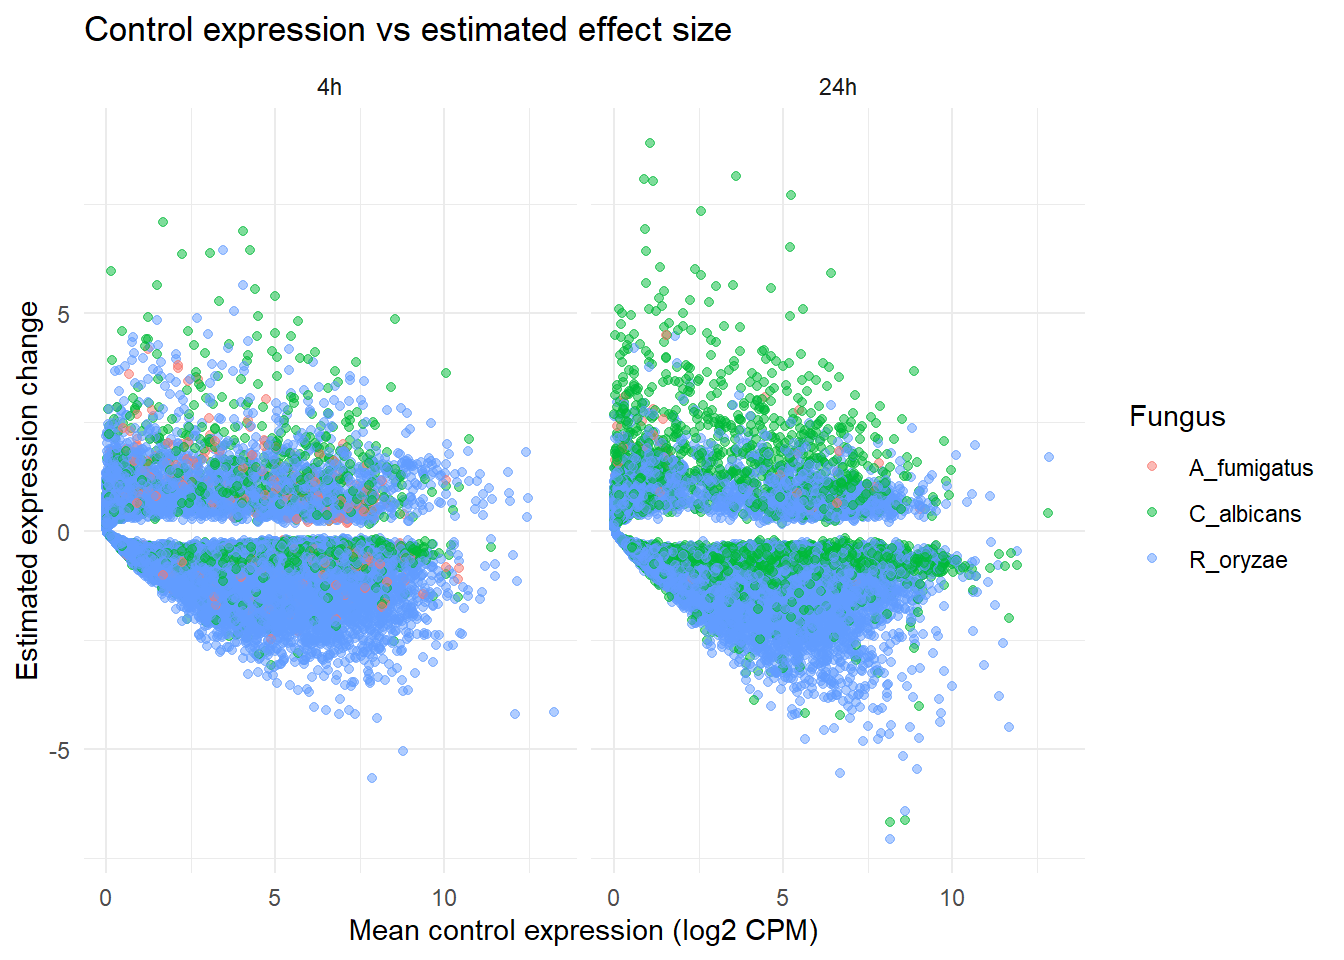 Control expression vs estimated effect size
4h
24h
Estimated expression change
5
0
-5
0
5
10
0
5
10
Mean control expression (log2 CPM)
Fungus
A_fumigatus
C_albicans
R_oryzae